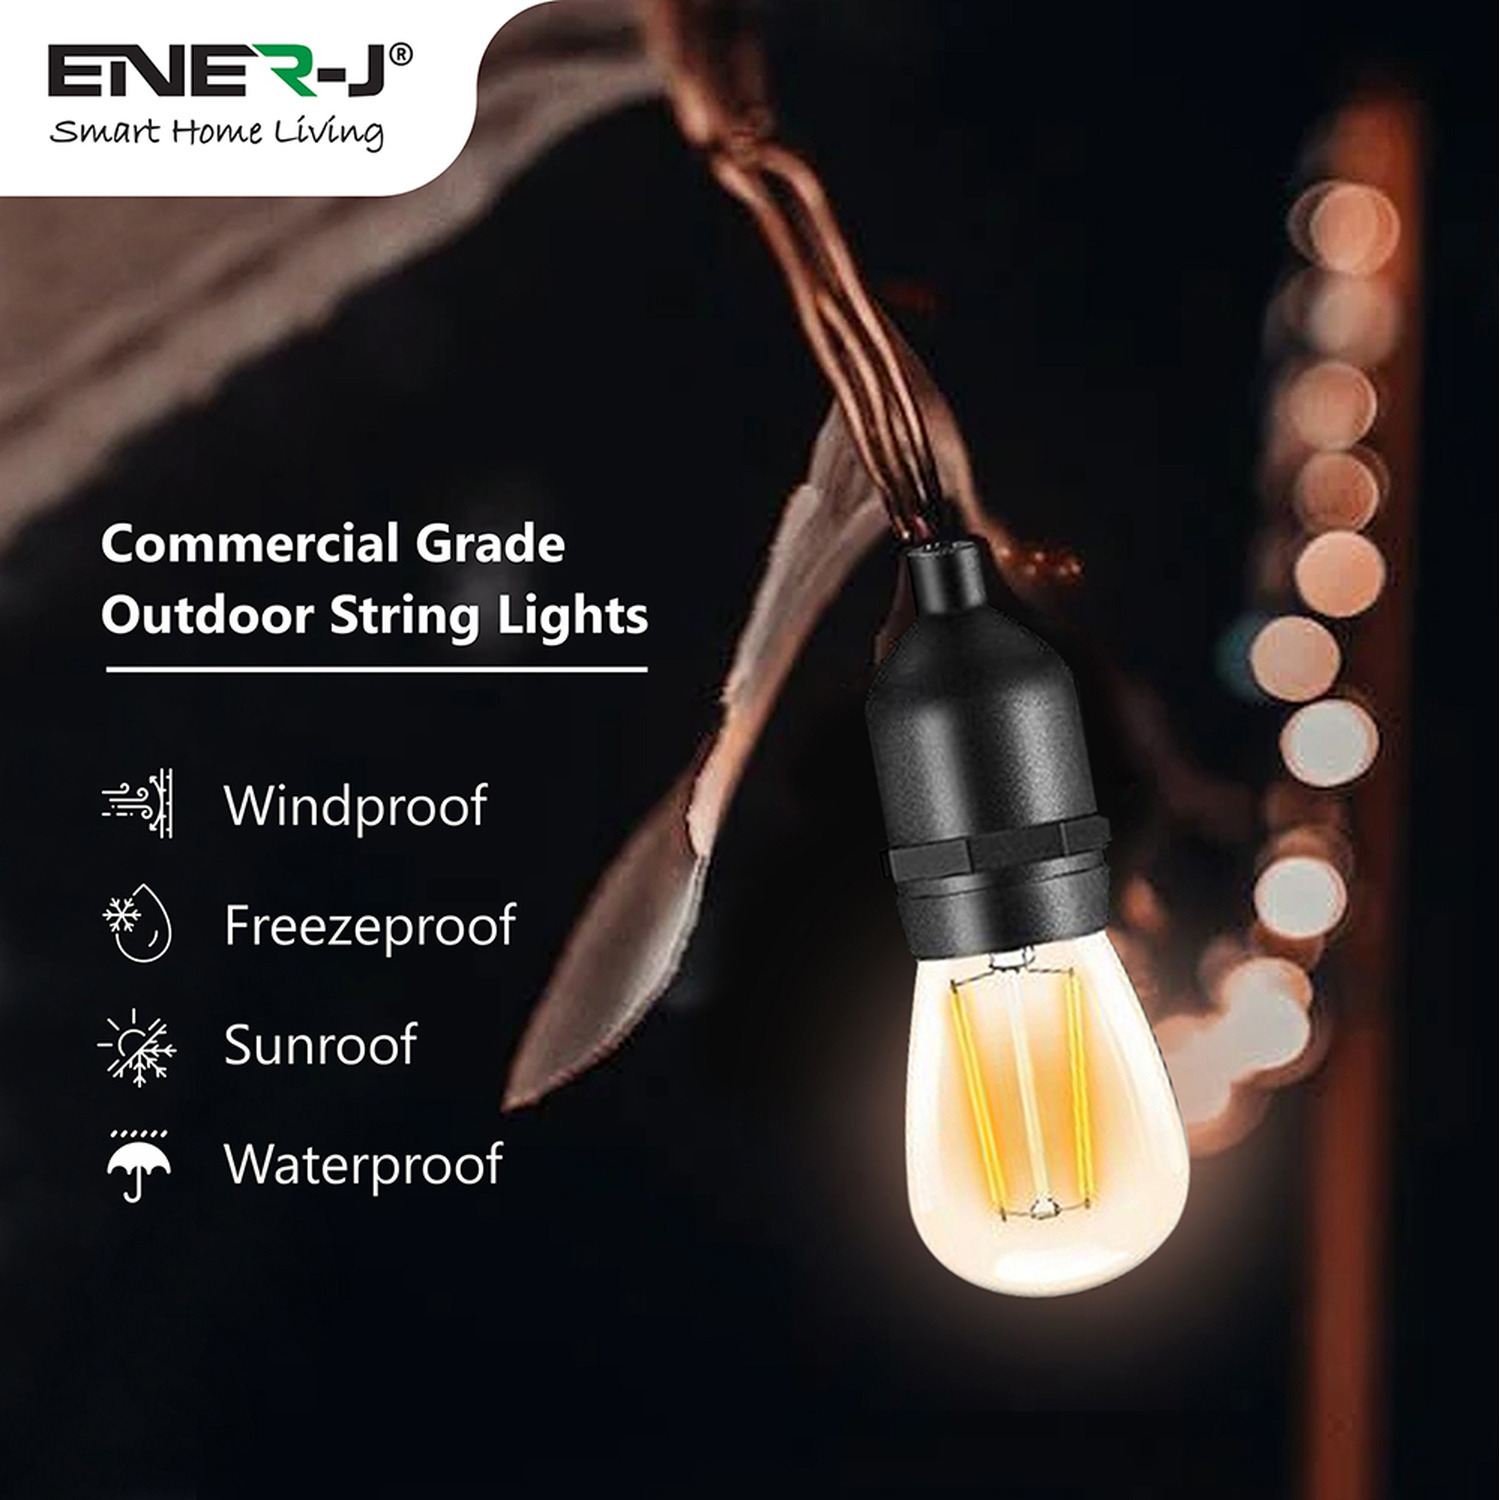 ENER-J®
Smart Home Living
Commercial Grade
Outdoor String Lights
Windproof
Freezeproof
Sunroof
Waterproof